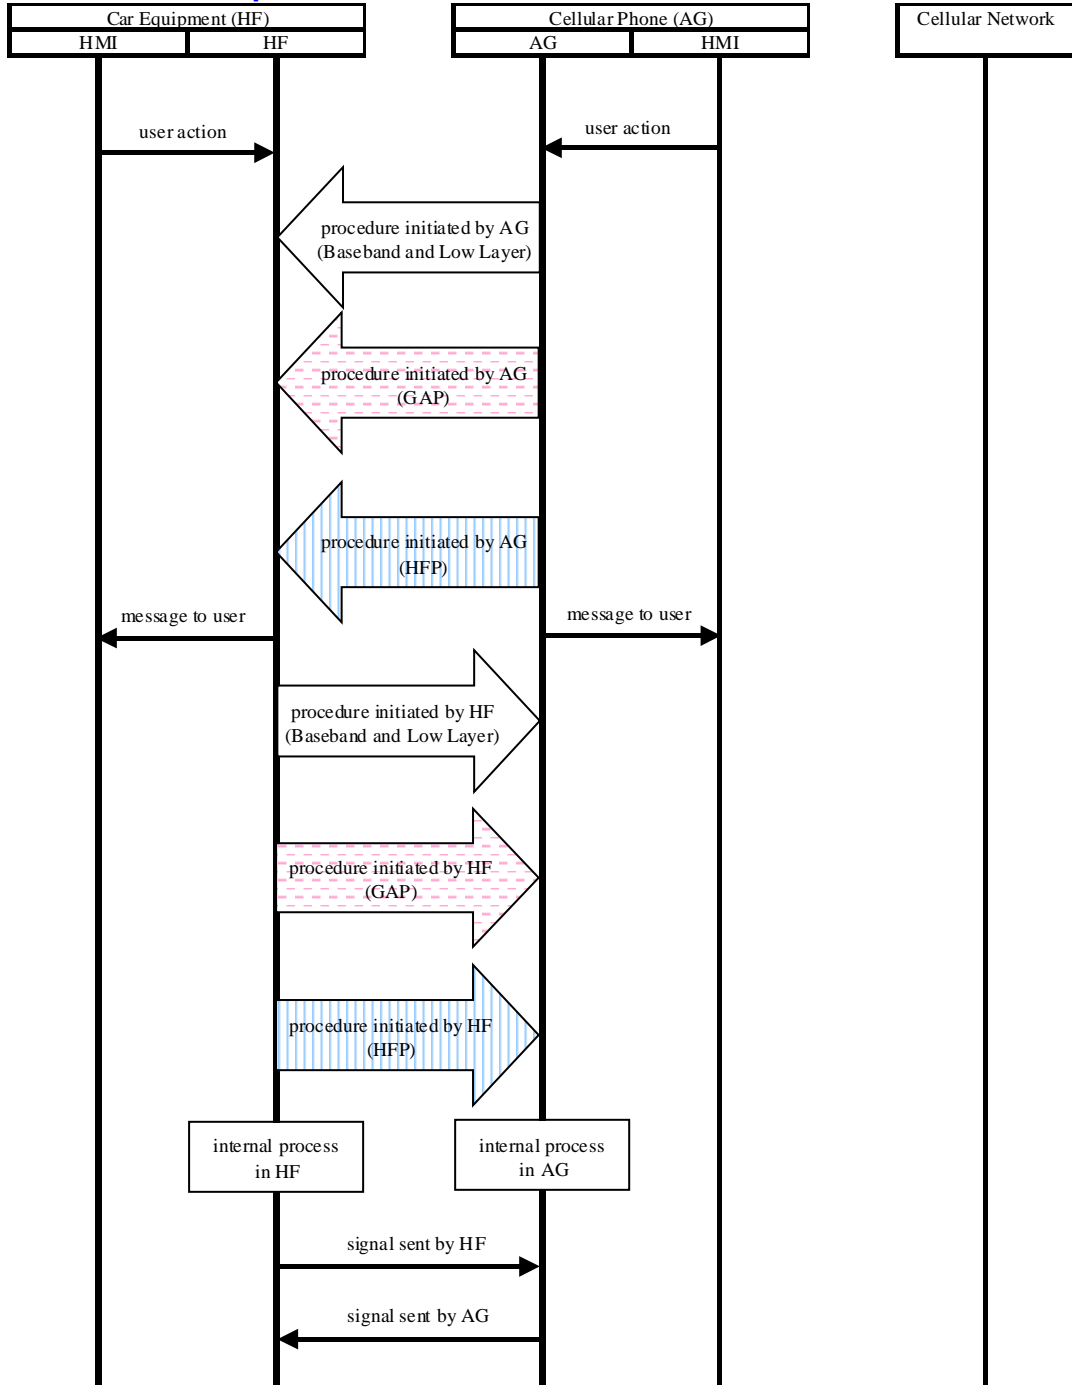 Car Equipment (HF)
Cellular Phone (AG)
Cellular Network
HMI
HF
AG
HMI
user action
user action
procedure initiated by AG
(Baseband and Low Layer)
procedure initiated by AG
(GAP)
procedure initiated by AG
(HFP)
message to user
message to user
procedure initiated by HF
(Baseband and Low Layer)
procedure initiated by HF
(GAP)
procedure initiated by HF
(HFP)
internal process
in HF
internal process
in AG
signal sent by HF
signal sent by AG